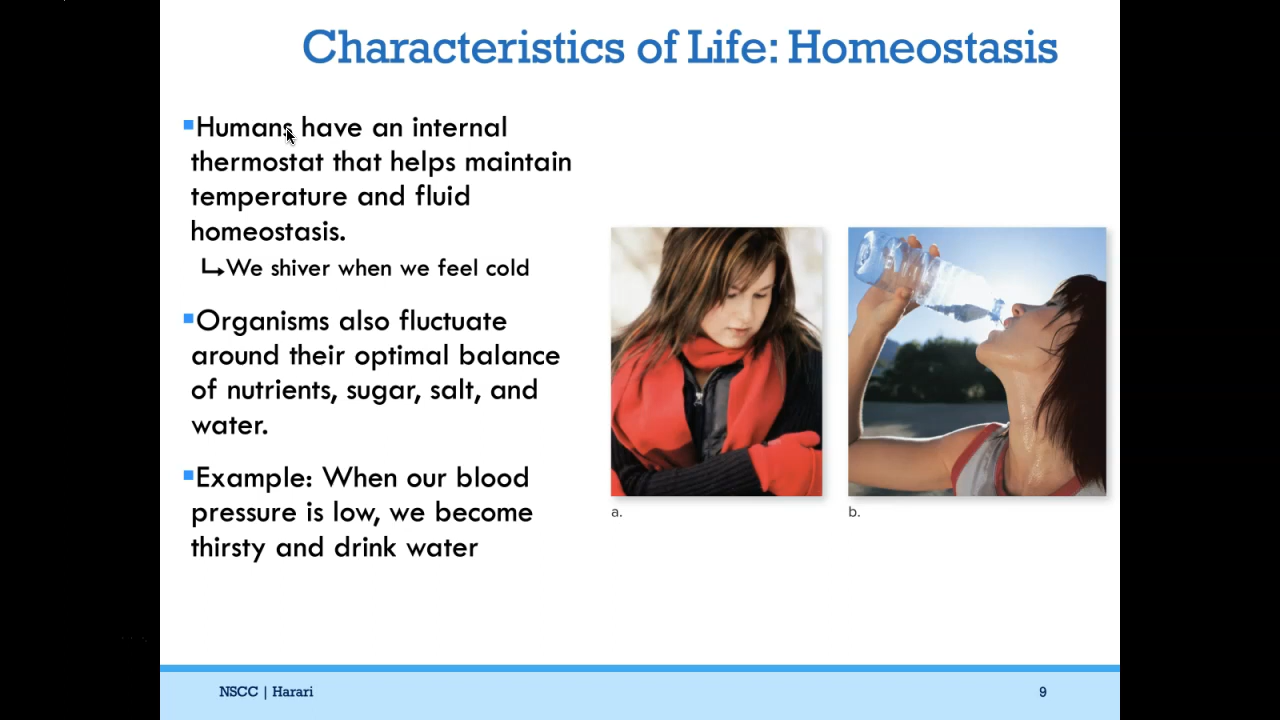 Characteristics of Life: Homeostasis
Humans have an internal
thermostat that helps maintain
temperature and fluid
homeostasis.
We shiver when we feel cold
Organisms also fluctuate
around their optimal balance
of nutrients, sugar, salt, and
water.
Example: When our blood
pressure is low, we become
thirsty and drink water
a.
b.
NSCC | Harari
9